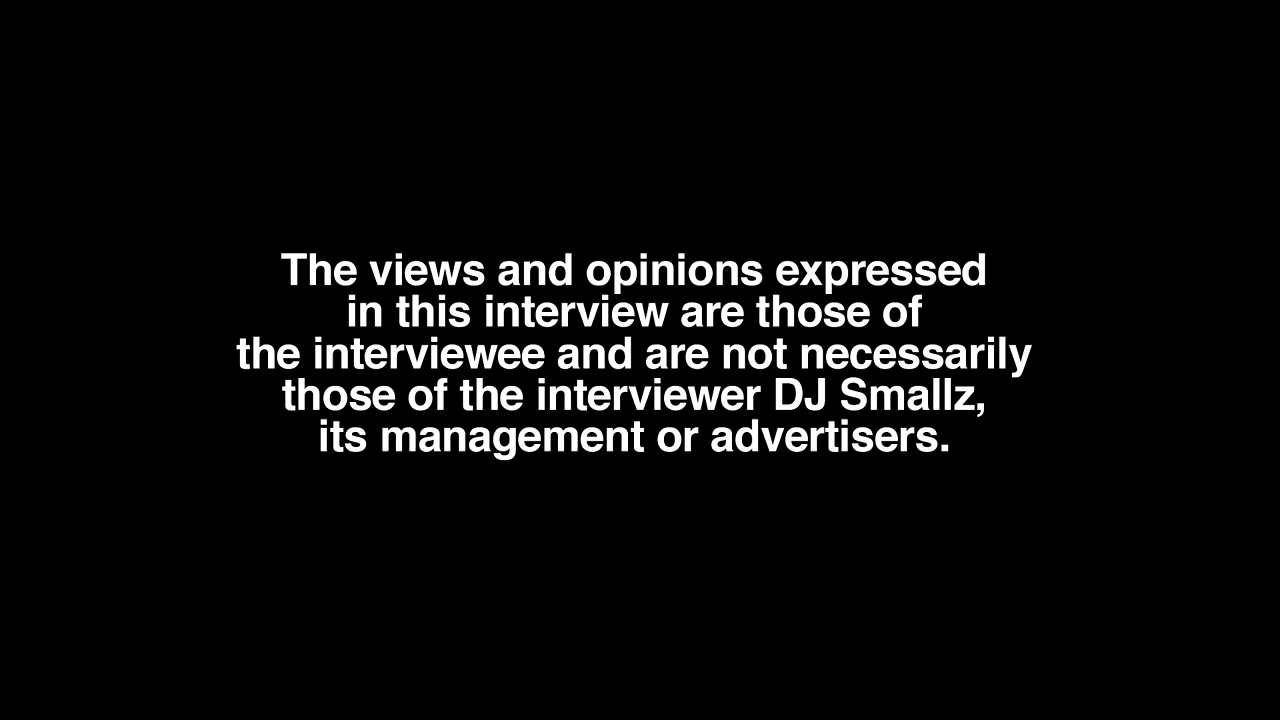 The views and opinions expressed
in this interview are those of
the interviewee and are not necessarily
those of the interviewer DJ Smallz,
its management or advertisers.